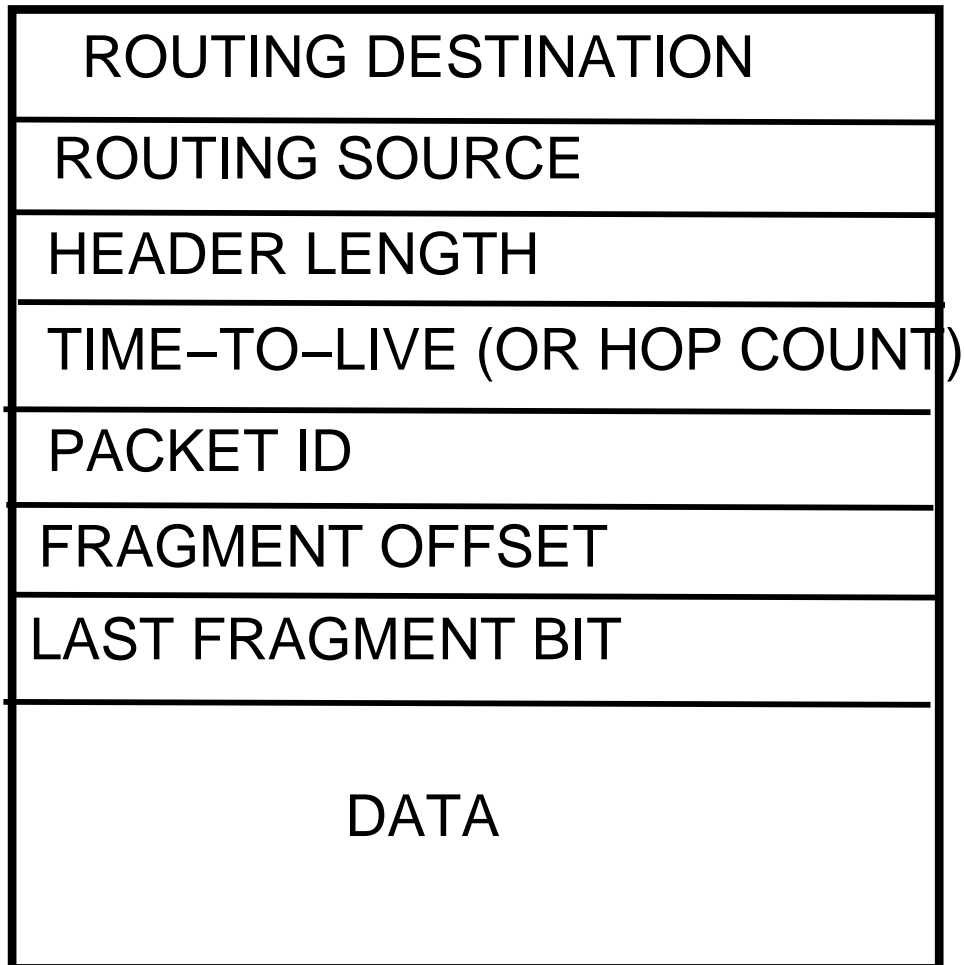 ROUTING DESTINATION
ROUTING SOURCE
HEADER LENGTH
TIME–TO–LIVE (OR HOP COUNT)
PACKET ID
FRAGMENT OFFSET
LAST FRAGMENT BIT
DATA